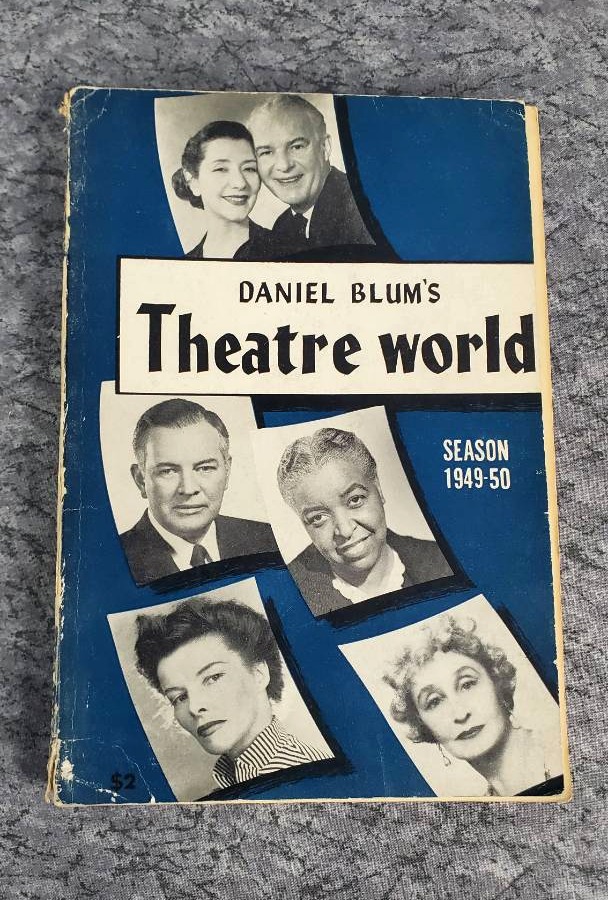 DANIEL BLUM'S
Theatre world
SEASON
1949-50
$2